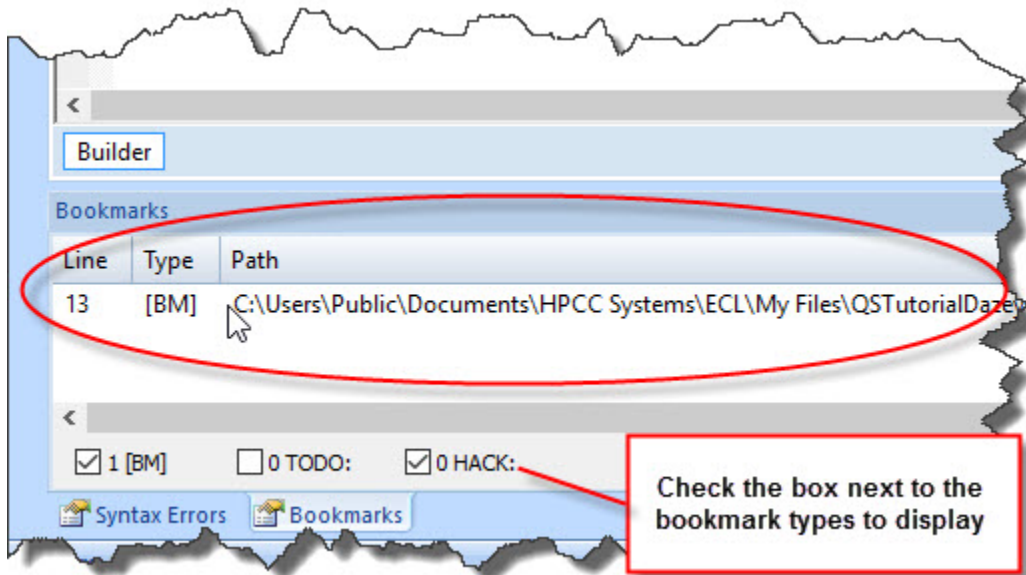 Builder
Bookmarks
Line Type Path
13 [BM] C:\Users\Public\Documents\HPCC Systems\ECL\My Files\QSTutorialDaze
1 [BM] 0 TODO: 0 HACK:
Check the box next to the
bookmark types to display
Syntax Errors Bookmarks